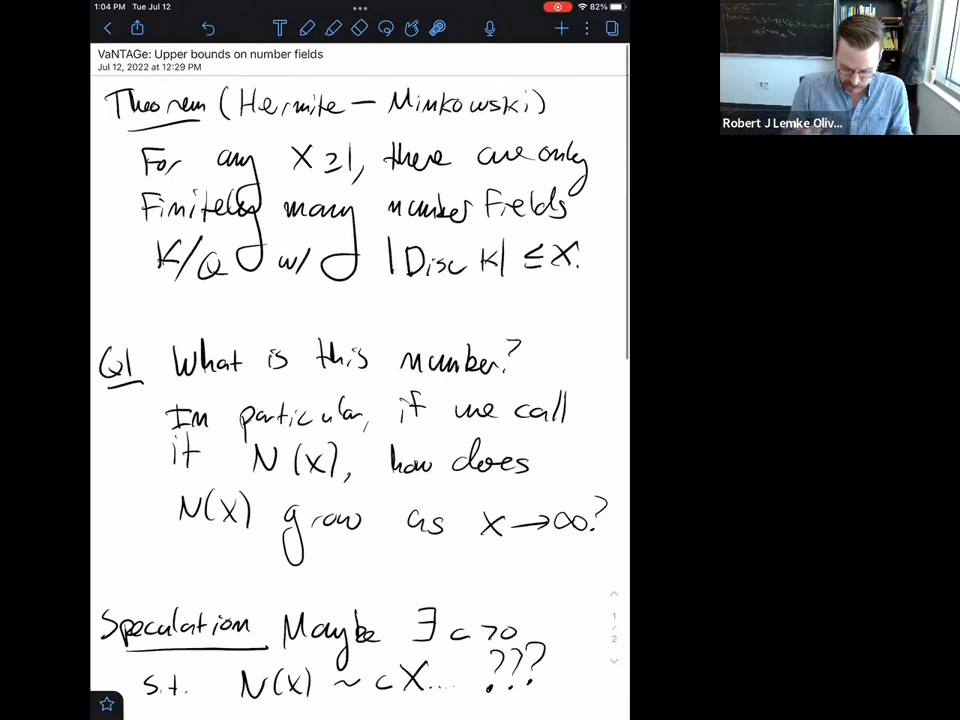 1:04 PM Tue Jul 12
82%
VaNTAGe: Upper bounds on number fields
Jul 12, 2022 at 12:29 PM
Theorem (Hermite – Minkowski)
For any X ≥ 1, there are only
finitely many number fields
K/Q w/ |Disc K| ≤ X.
Q1 What is this number?
In particular, if we call
it N(X), how does
N(X) grow as X → ∞?
Speculation Maybe ∃ c > 0
s.t. N(X) ~ cX.... ???
1
2
Robert J Lemke Oliv...